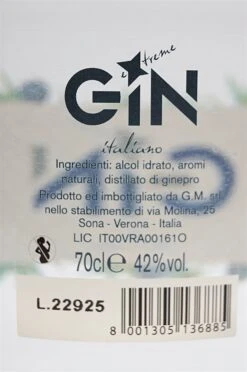 extreme
GIN
italiano
Ingredienti: alcol idrato, aromi
naturali, distillato di ginepro
Prodotto ed imbottigliato da G.M. srl
nello stabilimento di via Molina, 25
Sona - Verona - Italia
LIC IT00VRA00161O
70cl e 42%vol.
L.22925
8 001305 136885